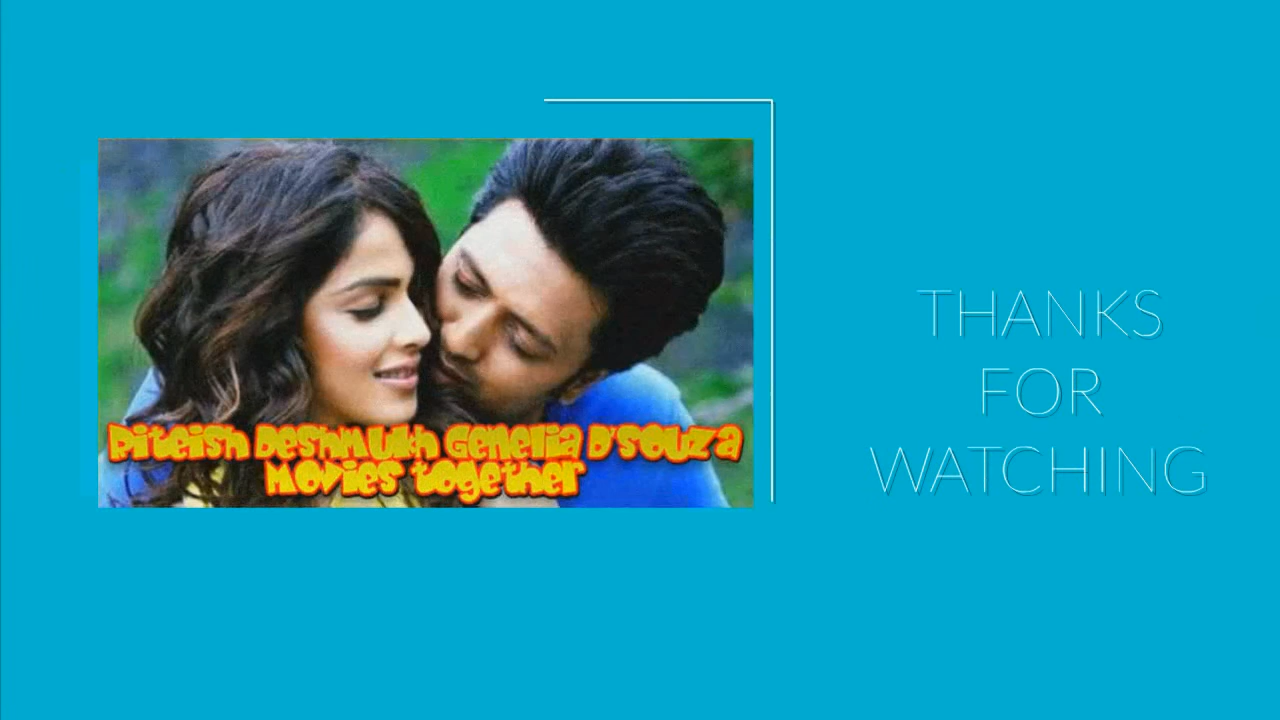 Riteish Deshmukh Genelia D'souza
Movies together
THANKS
FOR
WATCHING